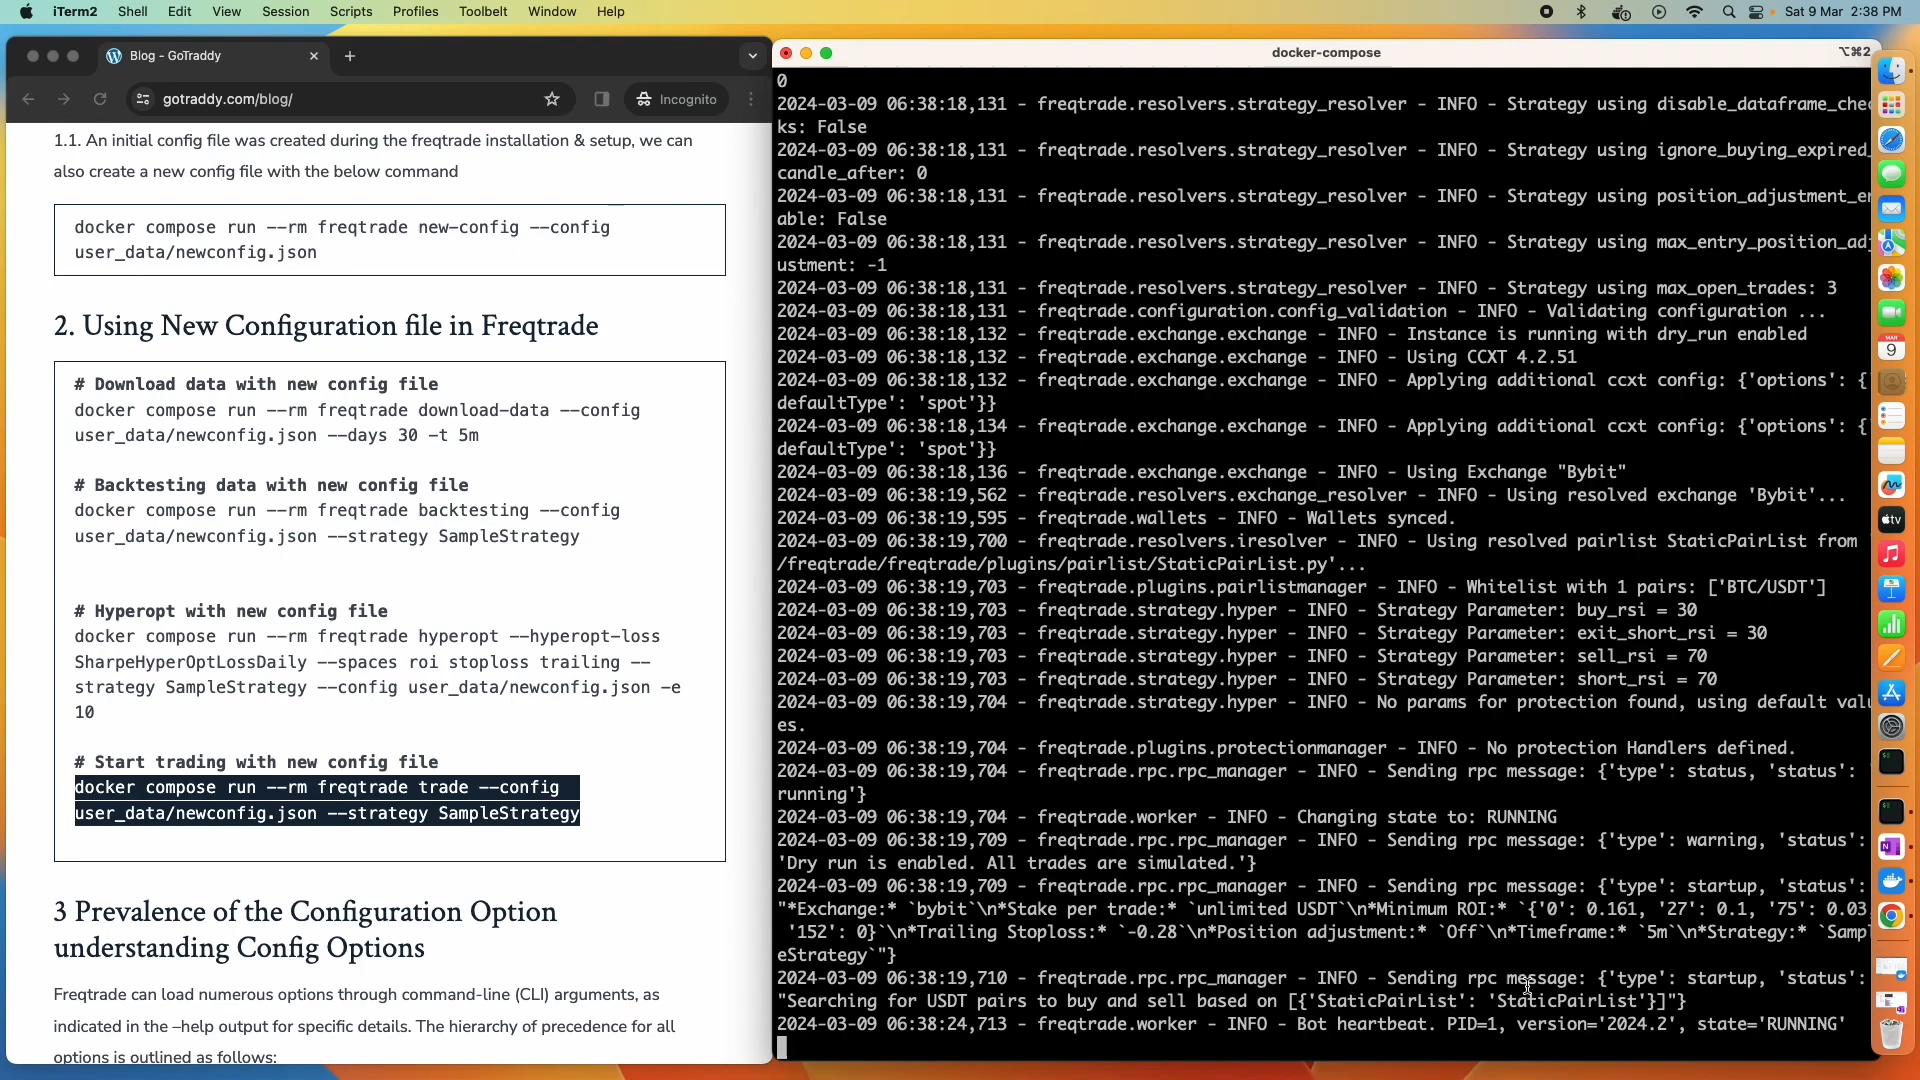 iTerm2 Shell Edit View Session Scripts Profiles Toolbelt Window Help Sat 9 Mar 2:38 PM
Blog - GoTraddy
gotraddy.com/blog/ Incognito
1.1. An initial config file was created during the freqtrade installation & setup, we can
also create a new config file with the below command
docker compose run --rm freqtrade new-config --config
user_data/newconfig.json
2. Using New Configuration file in Freqtrade
# Download data with new config file
docker compose run --rm freqtrade download-data --config
user_data/newconfig.json --days 30 -t 5m
# Backtesting data with new config file
docker compose run --rm freqtrade backtesting --config
user_data/newconfig.json --strategy SampleStrategy
# Hyperopt with new config file
docker compose run --rm freqtrade hyperopt --hyperopt-loss
SharpeHyperOptLossDaily --spaces roi stoploss trailing --
strategy SampleStrategy --config user_data/newconfig.json -e
10
# Start trading with new config file
docker compose run --rm freqtrade trade --config
user_data/newconfig.json --strategy SampleStrategy
3 Prevalence of the Configuration Option
understanding Config Options
Freqtrade can load numerous options through command-line (CLI) arguments, as
indicated in the –help output for specific details. The hierarchy of precedence for all
options is outlined as follows:
docker-compose ⌥⌘2
0
2024-03-09 06:38:18,131 - freqtrade.resolvers.strategy_resolver - INFO - Strategy using disable_dataframe_chec
ks: False
2024-03-09 06:38:18,131 - freqtrade.resolvers.strategy_resolver - INFO - Strategy using ignore_buying_expired_
candle_after: 0
2024-03-09 06:38:18,131 - freqtrade.resolvers.strategy_resolver - INFO - Strategy using position_adjustment_en
able: False
2024-03-09 06:38:18,131 - freqtrade.resolvers.strategy_resolver - INFO - Strategy using max_entry_position_adj
ustment: -1
2024-03-09 06:38:18,131 - freqtrade.resolvers.strategy_resolver - INFO - Strategy using max_open_trades: 3
2024-03-09 06:38:18,131 - freqtrade.configuration.config_validation - INFO - Validating configuration ...
2024-03-09 06:38:18,132 - freqtrade.exchange.exchange - INFO - Instance is running with dry_run enabled
2024-03-09 06:38:18,132 - freqtrade.exchange.exchange - INFO - Using CCXT 4.2.51
2024-03-09 06:38:18,132 - freqtrade.exchange.exchange - INFO - Applying additional ccxt config: {'options': {'
defaultType': 'spot'}}
2024-03-09 06:38:18,134 - freqtrade.exchange.exchange - INFO - Applying additional ccxt config: {'options': {'
defaultType': 'spot'}}
2024-03-09 06:38:18,136 - freqtrade.exchange.exchange - INFO - Using Exchange "Bybit"
2024-03-09 06:38:19,562 - freqtrade.resolvers.exchange_resolver - INFO - Using resolved exchange 'Bybit'...
2024-03-09 06:38:19,595 - freqtrade.wallets - INFO - Wallets synced.
2024-03-09 06:38:19,700 - freqtrade.resolvers.iresolver - INFO - Using resolved pairlist StaticPairList from '
/freqtrade/freqtrade/plugins/pairlist/StaticPairList.py'...
2024-03-09 06:38:19,703 - freqtrade.plugins.pairlistmanager - INFO - Whitelist with 1 pairs: ['BTC/USDT']
2024-03-09 06:38:19,703 - freqtrade.strategy.hyper - INFO - Strategy Parameter: buy_rsi = 30
2024-03-09 06:38:19,703 - freqtrade.strategy.hyper - INFO - Strategy Parameter: exit_short_rsi = 30
2024-03-09 06:38:19,703 - freqtrade.strategy.hyper - INFO - Strategy Parameter: sell_rsi = 70
2024-03-09 06:38:19,703 - freqtrade.strategy.hyper - INFO - Strategy Parameter: short_rsi = 70
2024-03-09 06:38:19,704 - freqtrade.strategy.hyper - INFO - No params for protection found, using default valu
es.
2024-03-09 06:38:19,704 - freqtrade.plugins.protectionmanager - INFO - No protection Handlers defined.
2024-03-09 06:38:19,704 - freqtrade.rpc.rpc_manager - INFO - Sending rpc message: {'type': status, 'status': '
running'}
2024-03-09 06:38:19,704 - freqtrade.worker - INFO - Changing state to: RUNNING
2024-03-09 06:38:19,709 - freqtrade.rpc.rpc_manager - INFO - Sending rpc message: {'type': warning, 'status':
'Dry run is enabled. All trades are simulated.'}
2024-03-09 06:38:19,709 - freqtrade.rpc.rpc_manager - INFO - Sending rpc message: {'type': startup, 'status':
"*Exchange:* `bybit`\n*Stake per trade:* `unlimited USDT`\n*Minimum ROI:* `{'0': 0.161, '27': 0.1, '75': 0.03
'152': 0}`\n*Trailing Stoploss:* `-0.28`\n*Position adjustment:* `Off`\n*Timeframe:* `5m`\n*Strategy:* `Sampl
eStrategy`"}
2024-03-09 06:38:19,710 - freqtrade.rpc.rpc_manager - INFO - Sending rpc message: {'type': startup, 'status':
"Searching for USDT pairs to buy and sell based on [{'StaticPairList': 'StaticPairList'}]"}
2024-03-09 06:38:24,713 - freqtrade.worker - INFO - Bot heartbeat. PID=1, version='2024.2', state='RUNNING'
MAR
9
tv